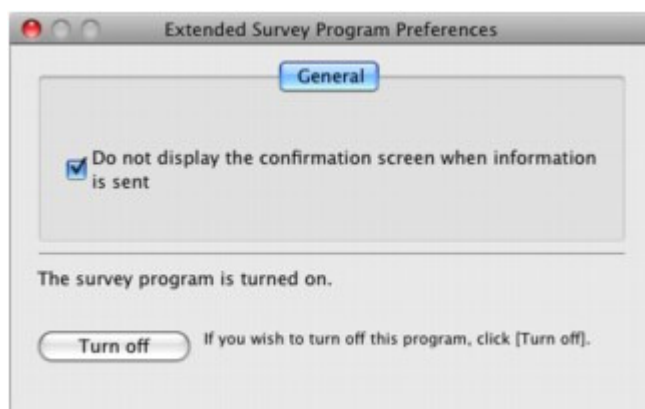 Extended Survey Program Preferences
General
Do not display the confirmation screen when information
is sent
The survey program is turned on.
Turn off
If you wish to turn off this program, click [Turn off].